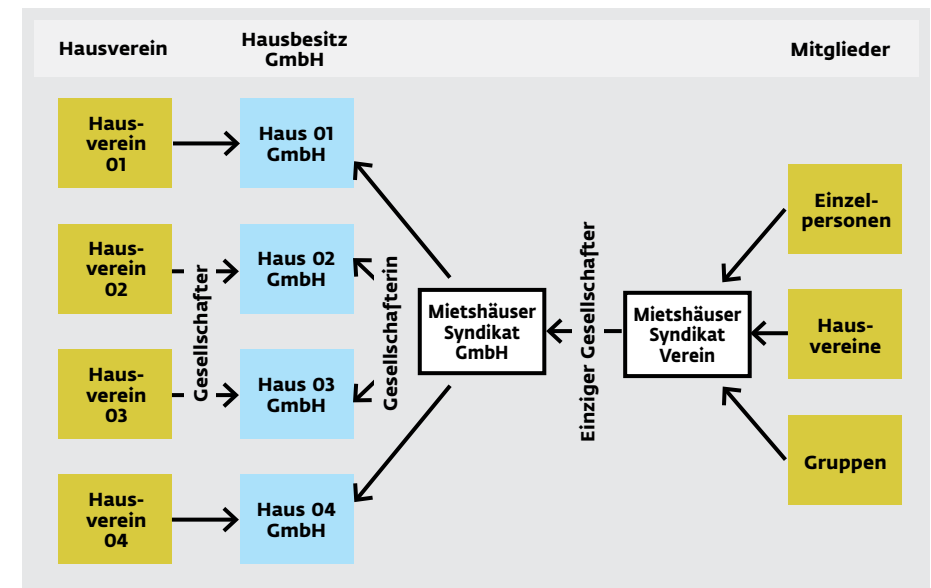 Hausverein
Hausbesitz
GmbH
Mitglieder
Haus-
verein
01
Haus 01
GmbH
Haus-
verein
02
Haus 02
GmbH
Haus-
verein
03
Haus 03
GmbH
Haus-
verein
04
Haus 04
GmbH
Gesellschafter
Gesellschafterin
Mietshäuser
Syndikat
GmbH
Einziger Gesellschafter
Mietshäuser
Syndikat
Verein
Einzel-
personen
Haus-
vereine
Gruppen